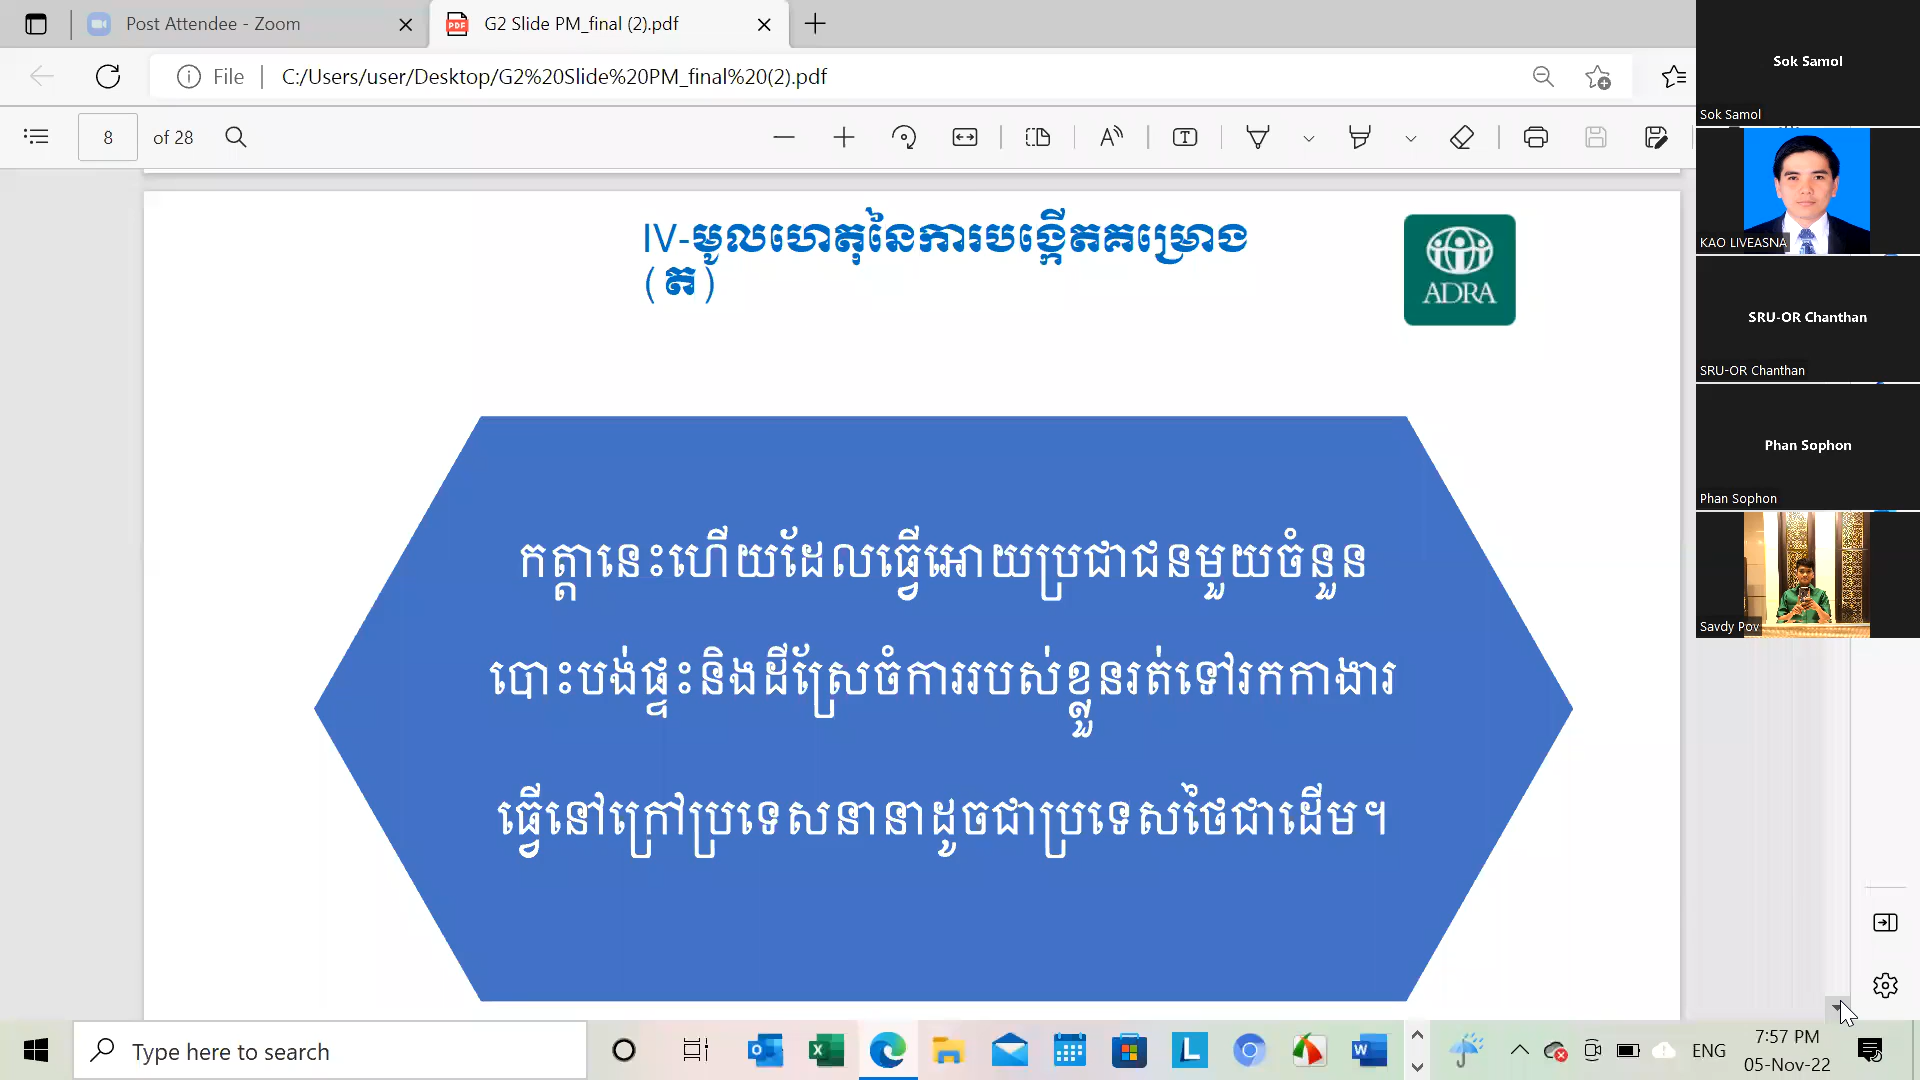 Post Attendee - Zoom
G2 Slide PM_final (2).pdf
File
C:/Users/user/Desktop/G2%20Slide%20PM_final%20(2).pdf
8 of 28
IV-មូលហេតុនៃការបង្កើតគម្រោង
(ត)
ADRA
កត្តានេះហើយដែលធ្វើអោយប្រជាជនមួយចំនួន
បោះបង់ផ្ទះនិងដីស្រែចំការរបស់ខ្លួនរត់ទៅរកកាងារ
ធ្វើនៅក្រៅប្រទេសនានាដូចជាប្រទេសថៃជាដើម។
Sok Samol
Sok Samol
KAO LIVEASNA
SRU-OR Chanthan
SRU-OR Chanthan
Phan Sophon
Phan Sophon
Savdy Pov
Type here to search
ENG
7:57 PM
05-Nov-22